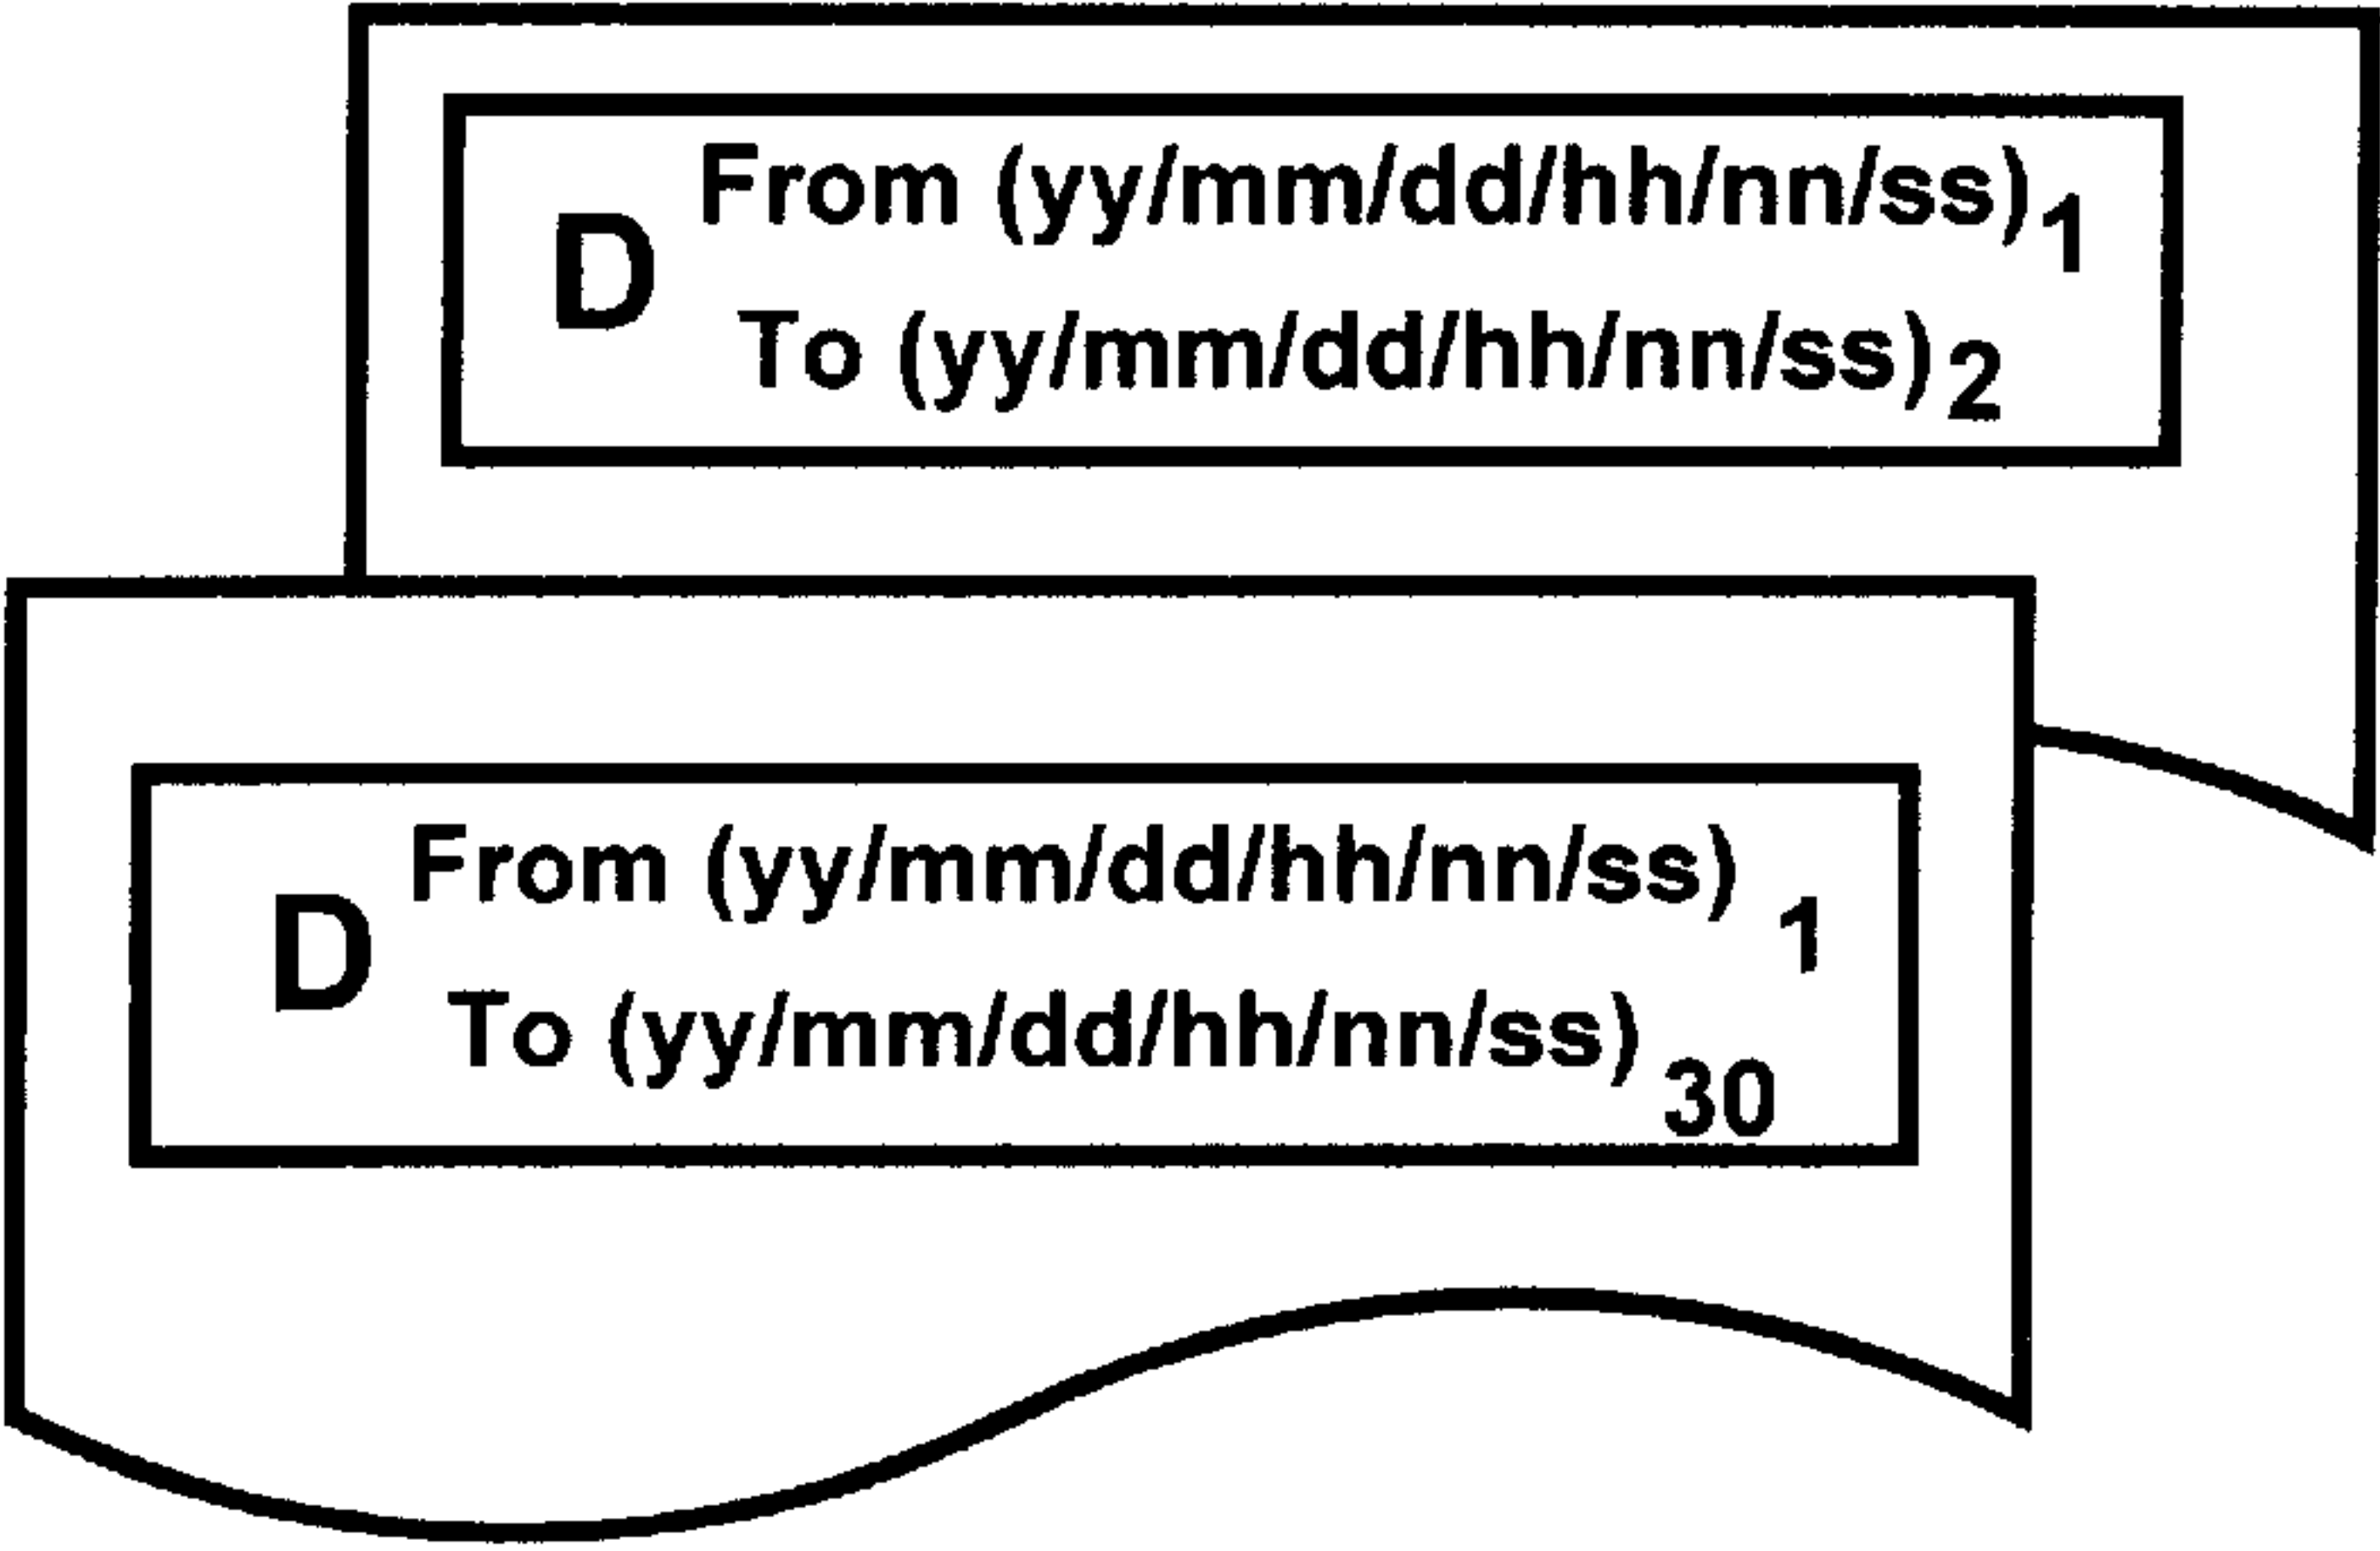 D From (yy/mm/dd/hh/nn/ss)1
To (yy/mm/dd/hh/nn/ss)2
D From (yy/mm/dd/hh/nn/ss) 1
To (yy/mm/dd/hh/nn/ss) 30